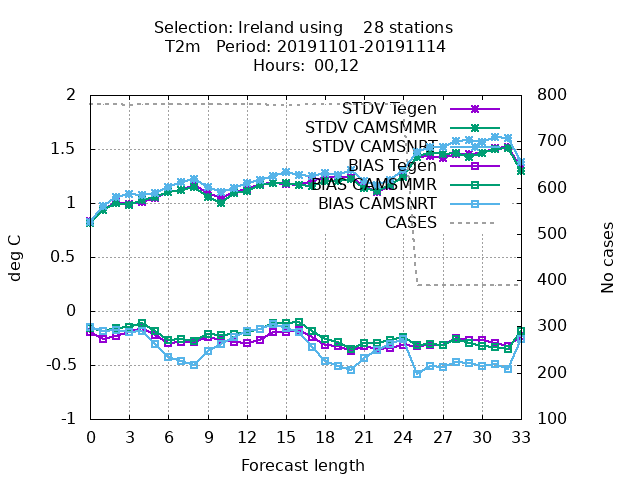 Selection: Ireland using    28 stations
T2m   Period: 20191101-20191114
Hours:  00,12
2
1.5
1
0.5
0
-0.5
-1
800
700
600
500
400
300
200
100
deg C
No cases
STDV Tegen
STDV CAMSMMR
STDV CAMSNRT
BIAS Tegen
BIAS CAMSMMR
BIAS CAMSNRT
CASES
0 3 6 9 12 15 18 21 24 27 30 33
Forecast length